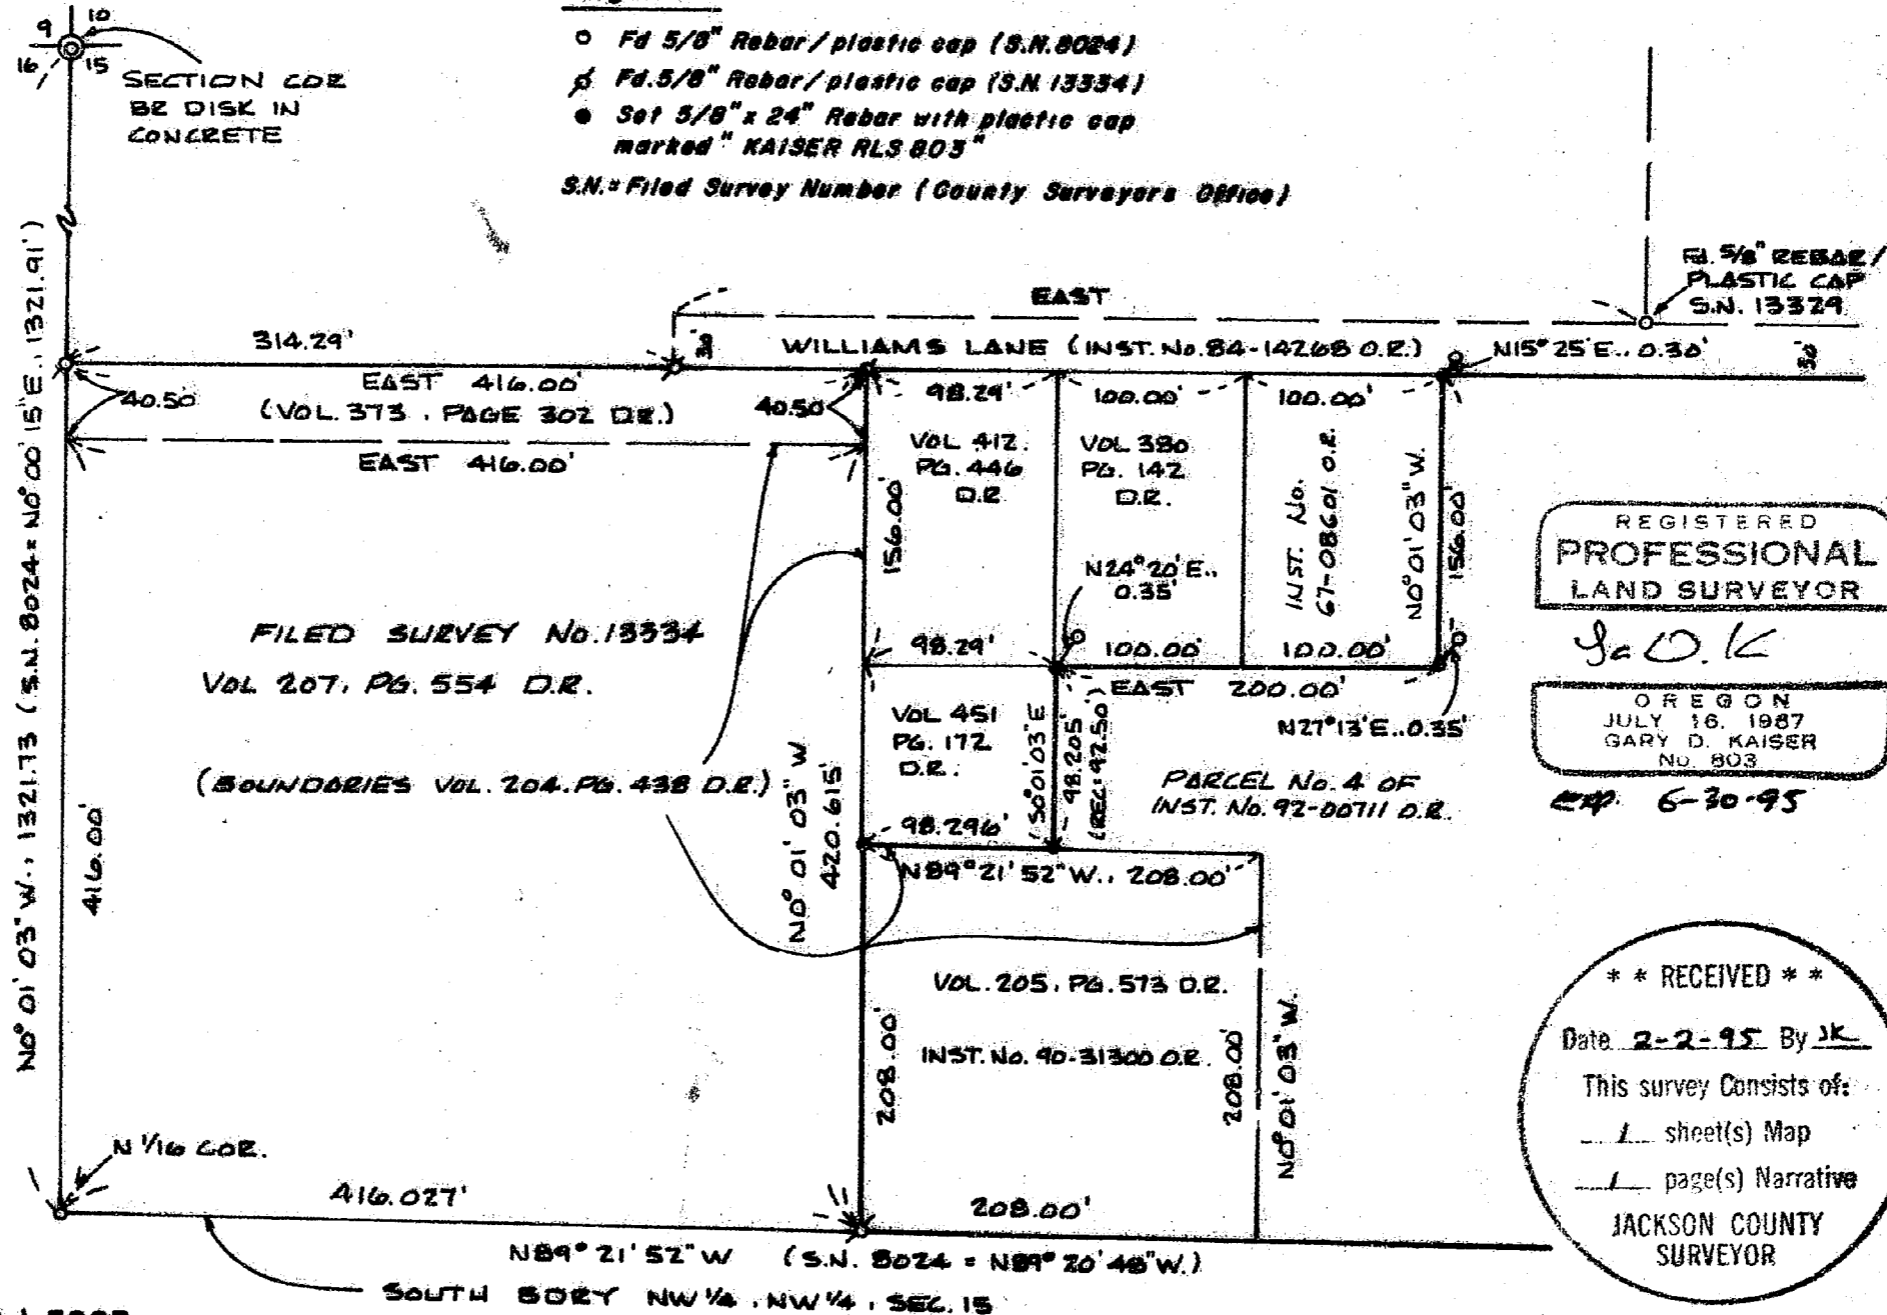 9 10
16 15
SECTION COR
BR DISK IN
CONCRETE
Fd 5/8" Rebar/plastic cap (S.N. 8024)
Fd. 5/8" Rebar/plastic cap (S.N. 13334)
Set 5/8" x 24" Rebar with plastic cap
marked "KAISER RLS 803"
S.N.= Filed Survey Number (County Surveyors Office)
Fd. 5/8" REBAR/
PLASTIC CAP
S.N. 13329
EAST
314.29'
30'
WILLIAMS LANE (INST. No. 84-14268 O.R.)
N15°25'E., 0.30'
EAST 416.00'
(VOL. 373, PAGE 302 D.R.)
40.50'
40.50'
EAST 416.00'
98.29'
100.00'
100.00'
VOL 412.
PG. 446
D.R.
VOL 380
PG. 142
D.R.
INST. No.
67-08601 O.R.
N0°01'03"W.
156.00'
156.00'
N24°20'E.,
0.35'
98.29'
100.00'
100.00'
EAST 200.00'
N27°13'E., 0.35'
FILED SURVEY No. 13334
VOL 207, PG. 554 D.R.
(BOUNDARIES VOL. 204, PG. 438 D.R.)
VOL 451
PG. 172
D.R.
(S0°01'03"E
98.205'
(REC.=92.50')
PARCEL No. 4 OF
INST. No. 92-00711 O.R.
98.296'
N89°21'52"W., 208.00'
N0°01'03"W
420.615'
N0°01'03"W., 1321.73 (S.N. 8024= N0°00'15"E, 1321.91')
416.00'
VOL. 205, PG. 573 D.R.
INST. No. 90-31300 O.R.
208.00'
208.00'
N0°01'03"W.
N 1/16 COR.
416.027'
208.00'
N89°21'52"W (S.N. 8024 = N89°20'48"W.)
SOUTH BDRY NW 1/4, NW 1/4, SEC. 15
REGISTERED
PROFESSIONAL
LAND SURVEYOR
OREGON
JULY 16, 1987
GARY D. KAISER
No. 803
exp. 6-30-95
* * RECEIVED * *
Date 2-2-95 By JK
This survey Consists of:
1 sheet(s) Map
1 page(s) Narrative
JACKSON COUNTY
SURVEYOR